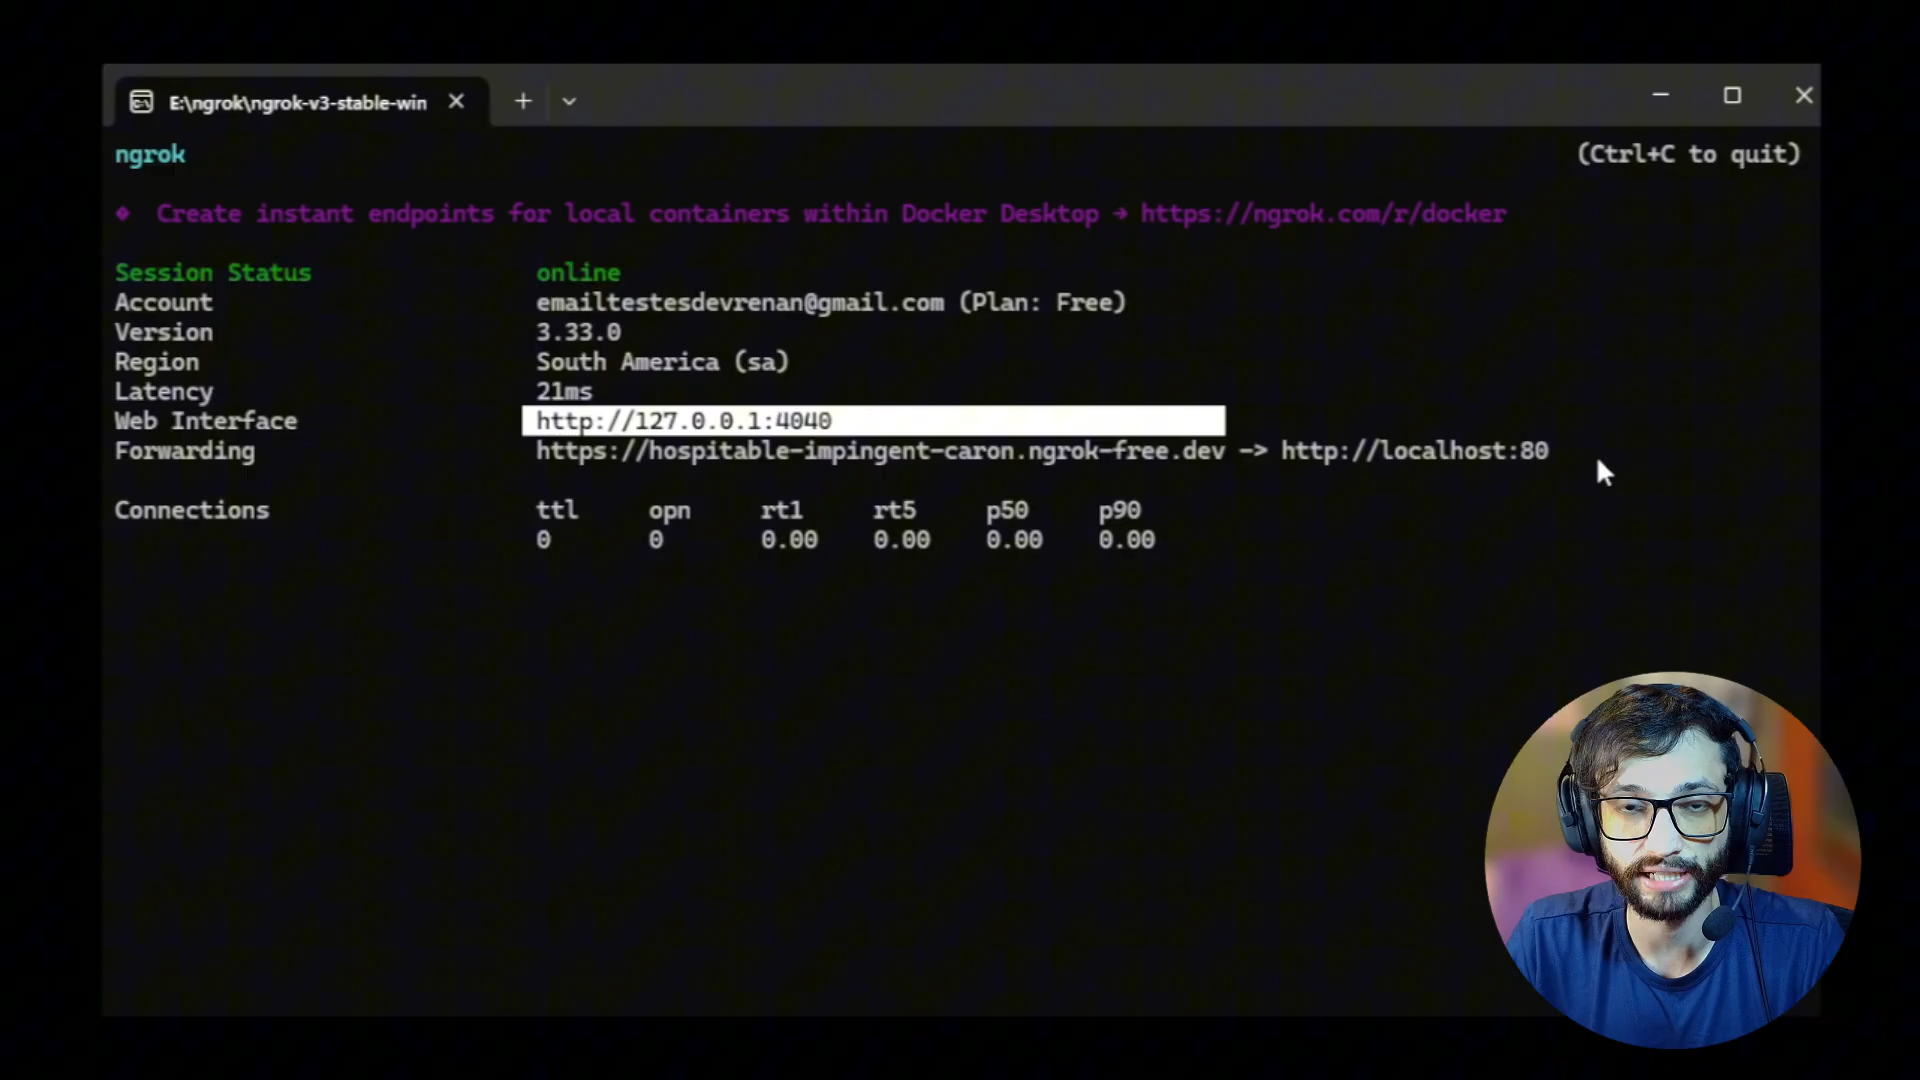 E:\ngrok\ngrok-v3-stable-win
ngrok (Ctrl+C to quit)
Create instant endpoints for local containers within Docker Desktop → https://ngrok.com/r/docker
Session Status online
Account emailtestesdevrenan@gmail.com (Plan: Free)
Version 3.33.0
Region South America (sa)
Latency 21ms
Web Interface http://127.0.0.1:4040
Forwarding https://hospitable-impingent-caron.ngrok-free.dev -> http://localhost:80
Connections ttl opn rt1 rt5 p50 p90
0 0 0.00 0.00 0.00 0.00